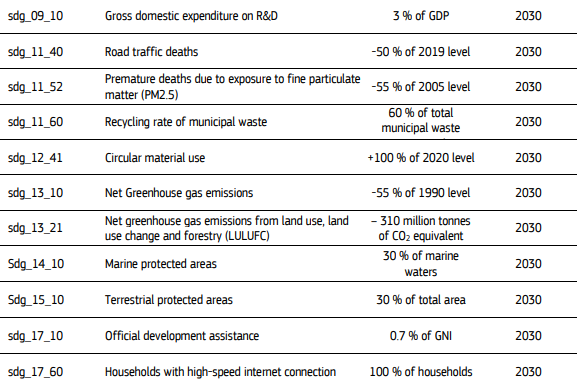 sdg_09_10 Gross domestic expenditure on R&D 3 % of GDP 2030
sdg_11_40 Road traffic deaths -50 % of 2019 level 2030
sdg_11_52 Premature deaths due to exposure to fine particulate matter (PM2.5) -55 % of 2005 level 2030
sdg_11_60 Recycling rate of municipal waste 60 % of total municipal waste 2030
sdg_12_41 Circular material use +100 % of 2020 level 2030
sdg_13_10 Net Greenhouse gas emissions -55 % of 1990 level 2030
sdg_13_21 Net greenhouse gas emissions from land use, land use change and forestry (LULUFC) – 310 million tonnes of CO₂ equivalent 2030
Sdg_14_10 Marine protected areas 30 % of marine waters 2030
Sdg_15_10 Terrestrial protected areas 30 % of total area 2030
sdg_17_10 Official development assistance 0.7 % of GNI 2030
sdg_17_60 Households with high-speed internet connection 100 % of households 2030